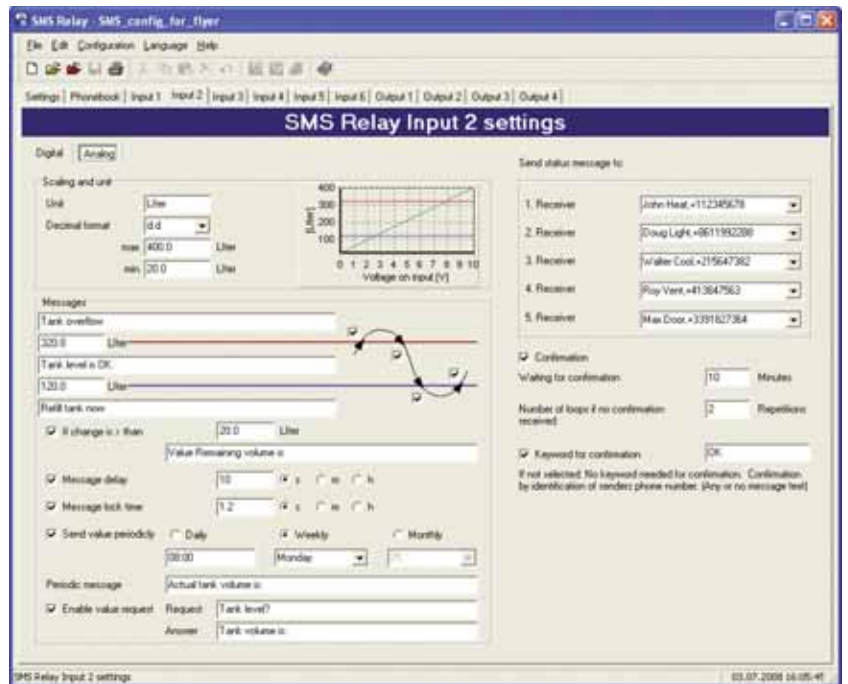 SMS Relay - SMS_config_for_flyer
File Edit Configuration Language Help
Settings Phonebook Input 1 Input 2 Input 3 Input 4 Input 5 Input 6 Output 1 Output 2 Output 3 Output 4
SMS Relay Input 2 settings
Digital Analog
Scaling and unit
Unit Liter
Decimal format d.d
max 400.0 Liter
min 20.0 Liter
[Liter]
400
300
200
100
0 1 2 3 4 5 6 7 8 9 10
Voltage on input [V]
Messages
Tank overflow
320.0 Liter
Tank level is OK
120.0 Liter
Refill tank now
If change is > than 20.0 Liter
Value Remaining volume is:
Message delay 10 s m h
Message lock time 1.2 s m h
Send value periodicly Daily Weekly Monthly
08:00 Monday
Periodic message Actual tank volume is:
Enable value request Request Tank level?
Answer Tank volume is:
Send status message to:
1. Receiver John Heat,+112345678
2. Receiver Doug Light,+8611992288
3. Receiver Walter Cool,+215647382
4. Receiver Roy Vent,+413847563
5. Receiver Max Door,+3391827364
Confirmation
Waiting for confirmation 10 Minutes
Number of loops if no confirmation received 2 Repetitions
Keyword for confirmation OK
If not selected: No keyword needed for confirmation. Confirmation
by identification of senders phone number. (Any or no message text)
SMS Relay Input 2 settings 03.07.2008 16:05:45